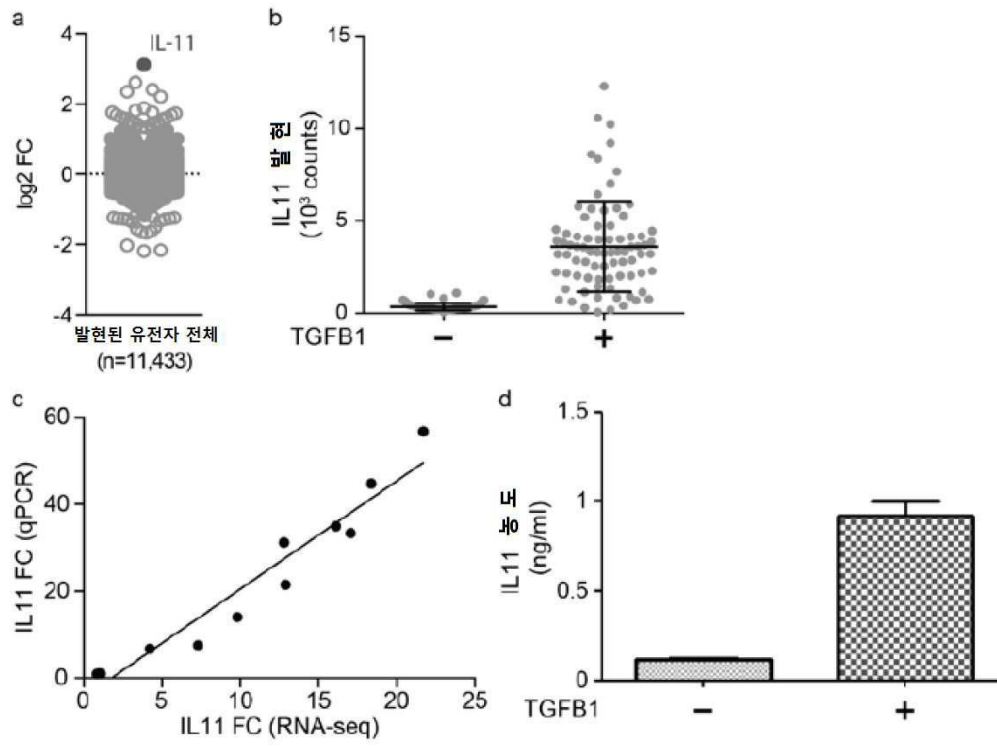 a
4
2
0
-2
-4
log2 FC
IL-11
발현된 유전자 전체
(n=11,433)
b
15
10
5
0
IL11 발현
(10³ counts)
TGFB1
−
+
c
60
40
20
0
IL11 FC (qPCR)
0 5 10 15 20 25
IL11 FC (RNA-seq)
d
1.5
1
0.5
0
IL11 농도
(ng/ml)
TGFB1
−
+